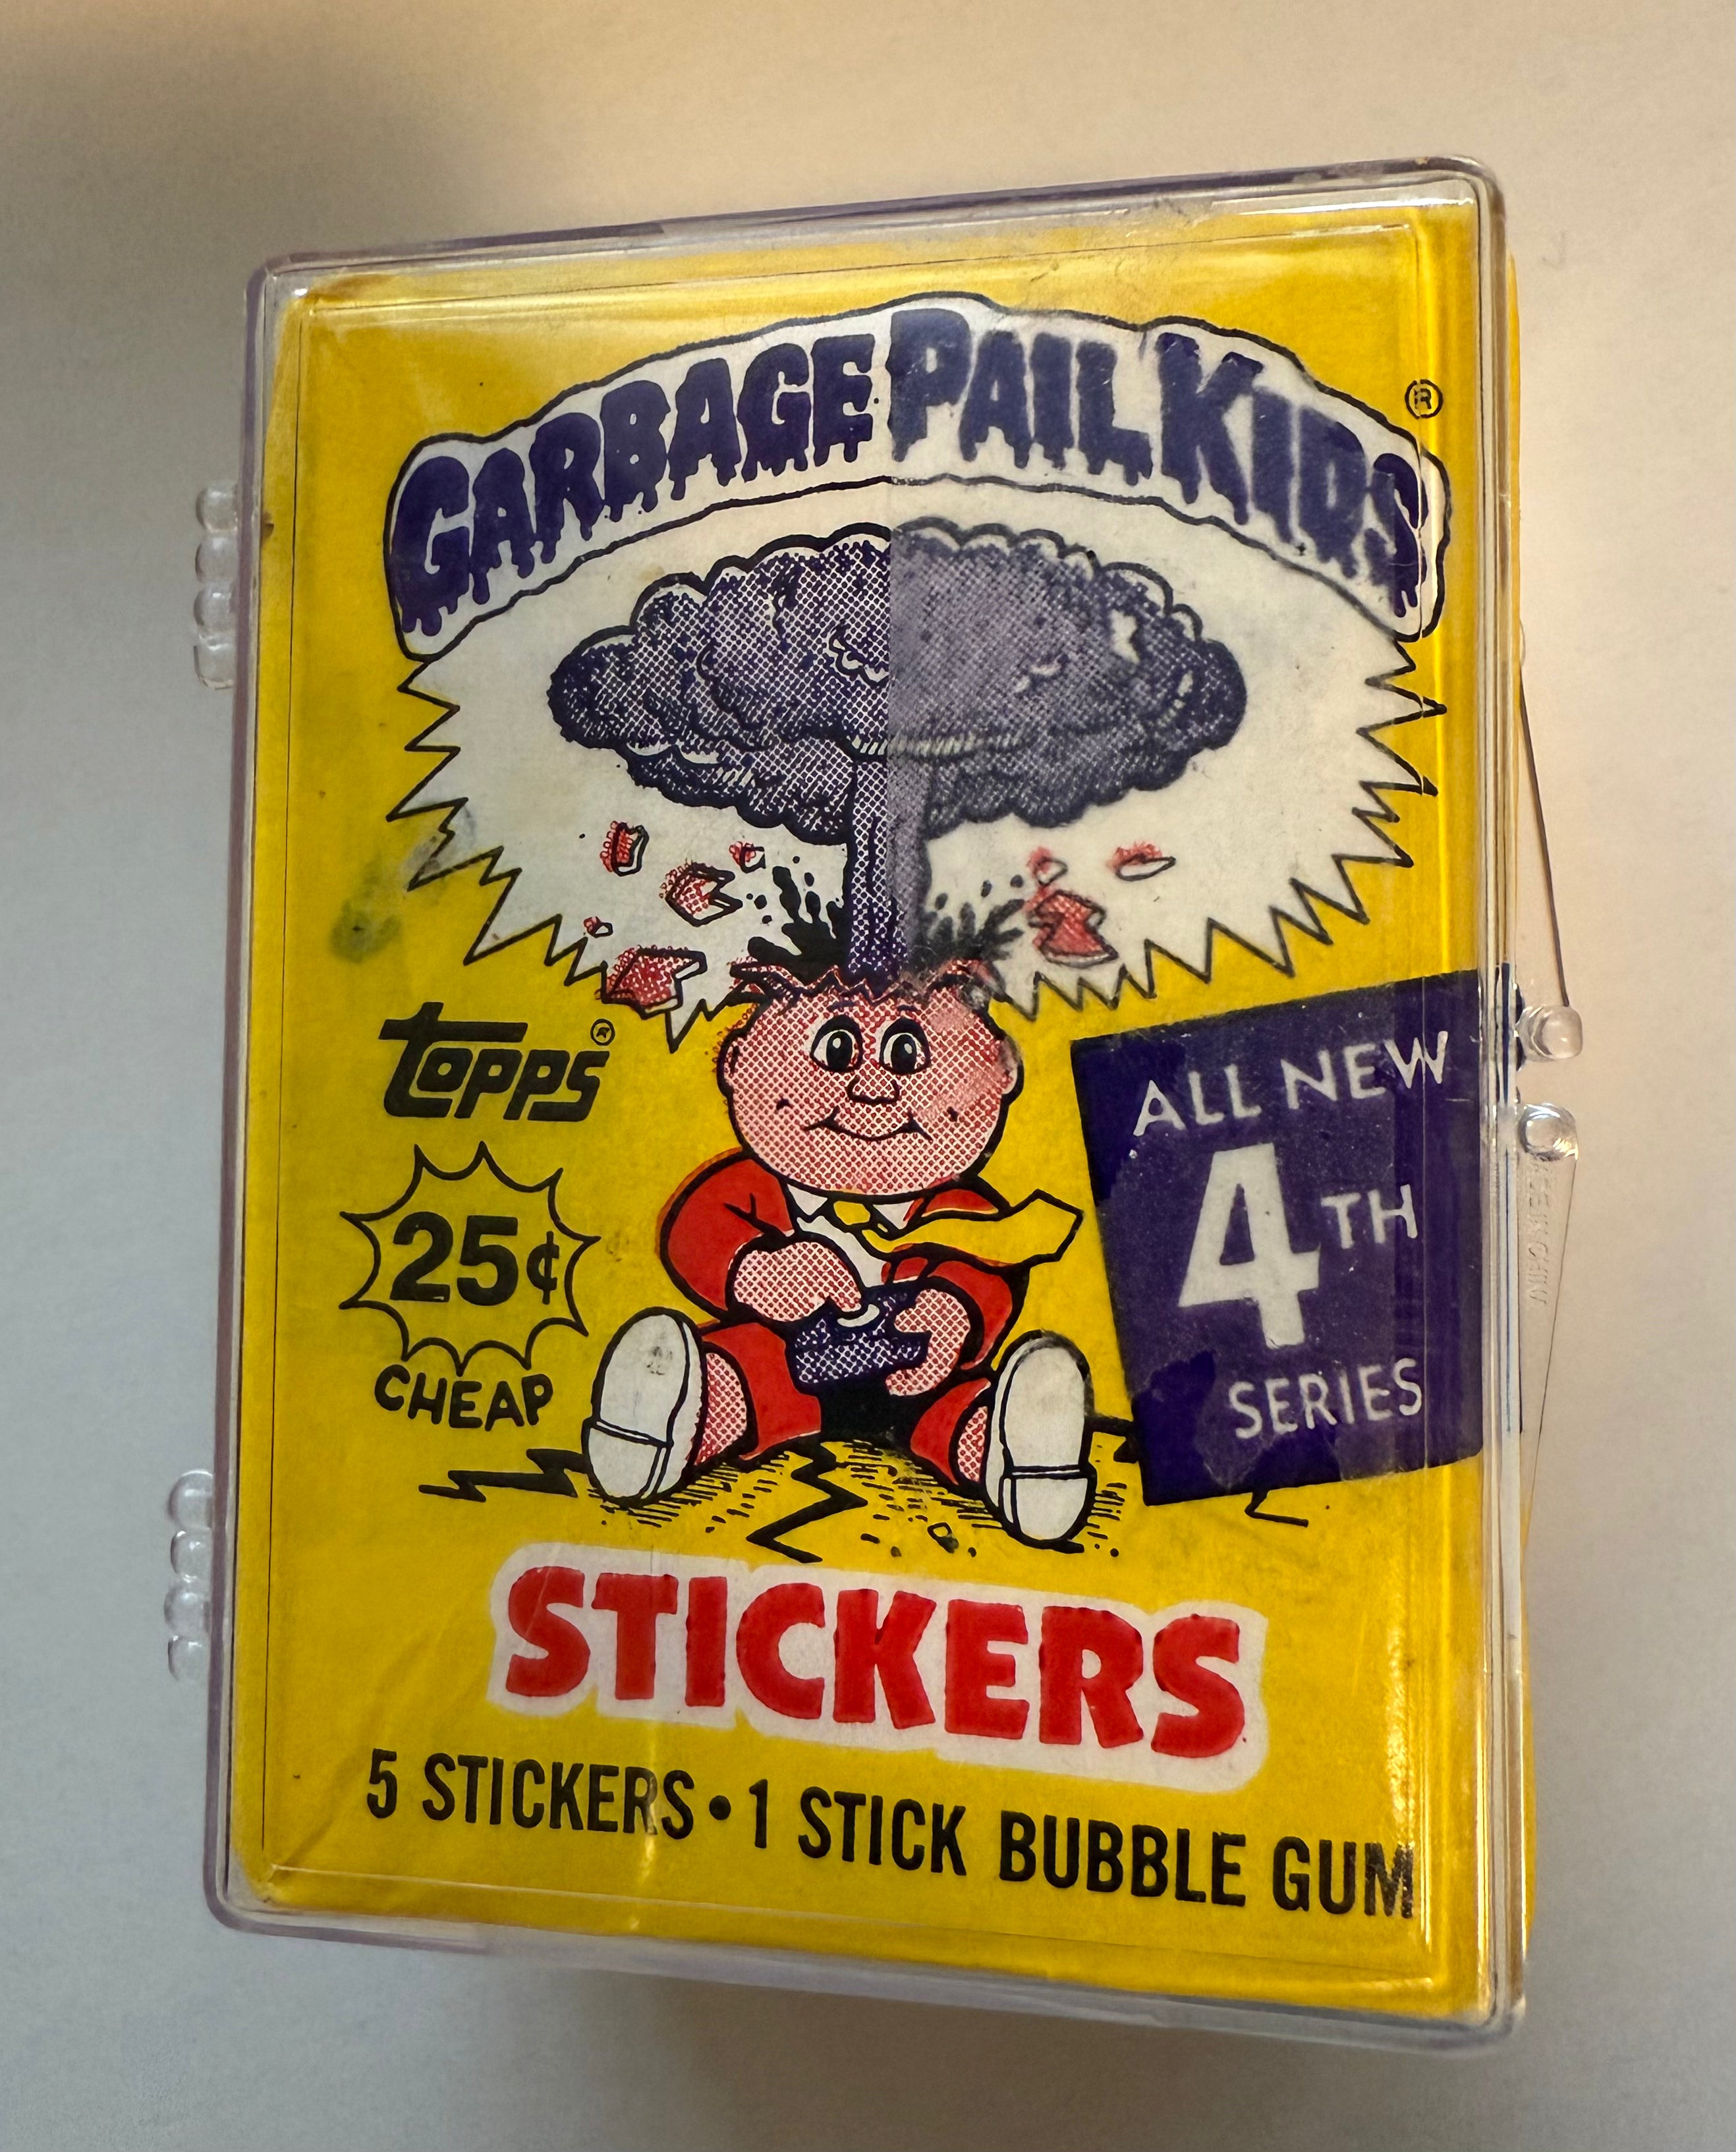 GARBAGE PAIL KIDS ®
TOPPS®
25¢
CHEAP
ALL NEW
4TH
SERIES
STICKERS
5 STICKERS • 1 STICK BUBBLE GUM